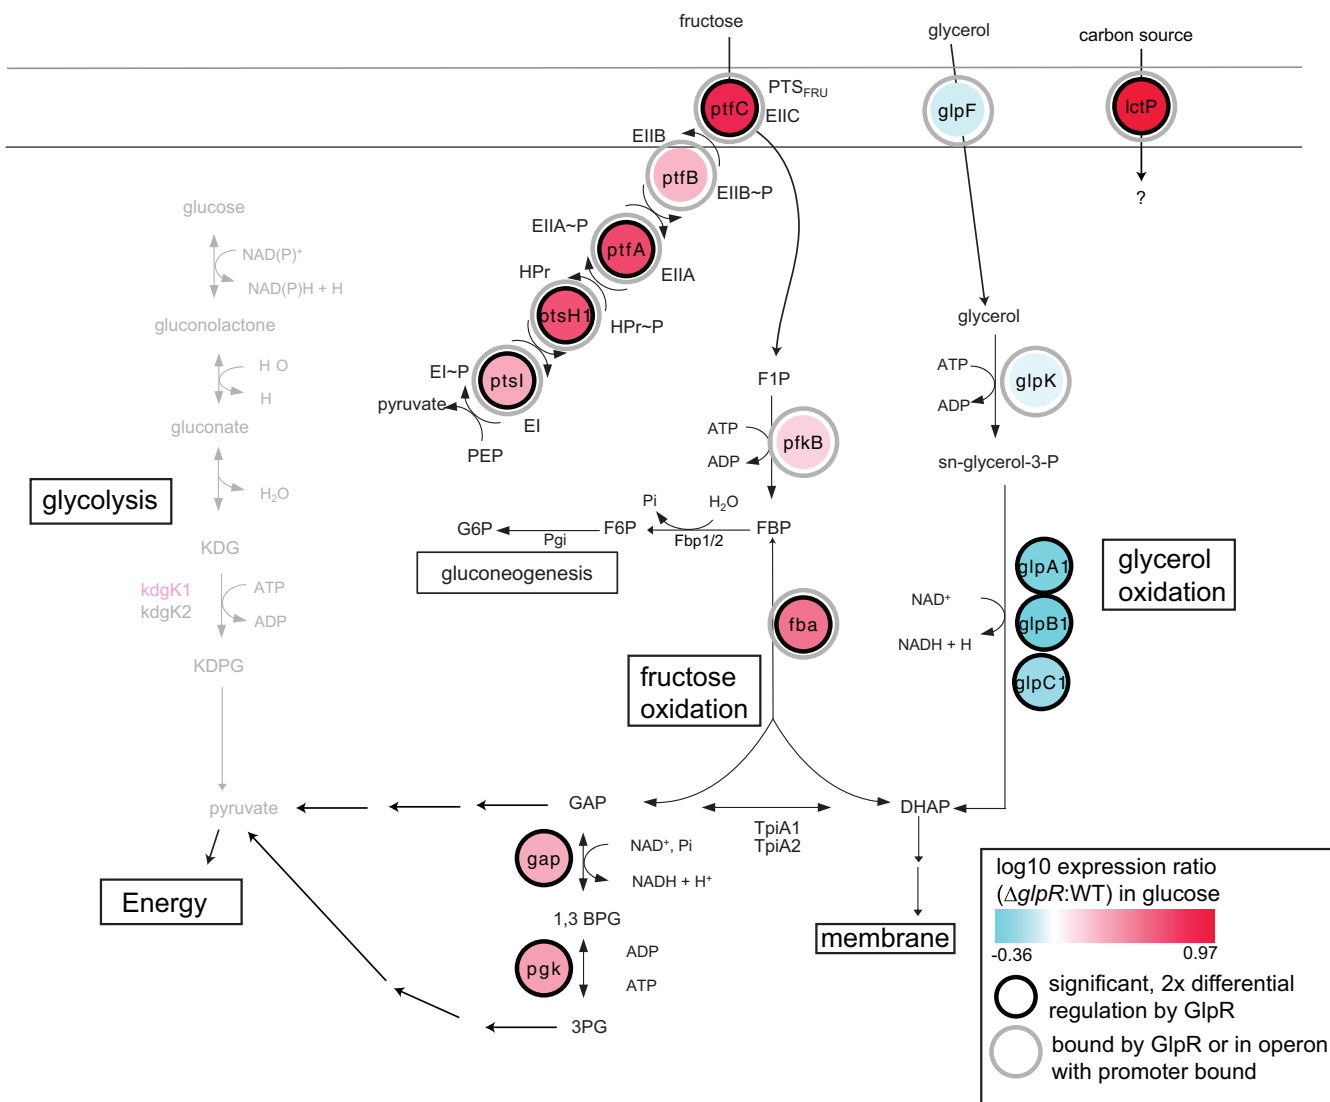 fructose
glycerol
carbon source
ptfC
PTSFRU
EIIC
glpF
lctP
EIIB
ptfB
EIIB~P
?
glucose
NAD(P)+
NAD(P)H + H
EIIA~P
ptfA
EIIA
HPr
ptsH1
HPr~P
gluconolactone
H O
H
glycerol
EI~P
ptsI
pyruvate
EI
PEP
F1P
ATP
ADP
glpK
gluconate
ATP
ADP
pfkB
sn-glycerol-3-P
glycolysis
H2O
Pi
H2O
G6P
Pgi
F6P
Fbp1/2
FBP
gluconeogenesis
KDG
kdgK1
kdgK2
ATP
ADP
KDPG
glpA1
glpB1
glpC1
glycerol
oxidation
NAD+
NADH + H
fba
fructose
oxidation
pyruvate
GAP
TpiA1
TpiA2
DHAP
gap
NAD+, Pi
NADH + H+
Energy
1,3 BPG
pgk
ADP
ATP
3PG
membrane
log10 expression ratio
(ΔglpR:WT) in glucose
-0.36
0.97
significant, 2x differential
regulation by GlpR
bound by GlpR or in operon
with promoter bound